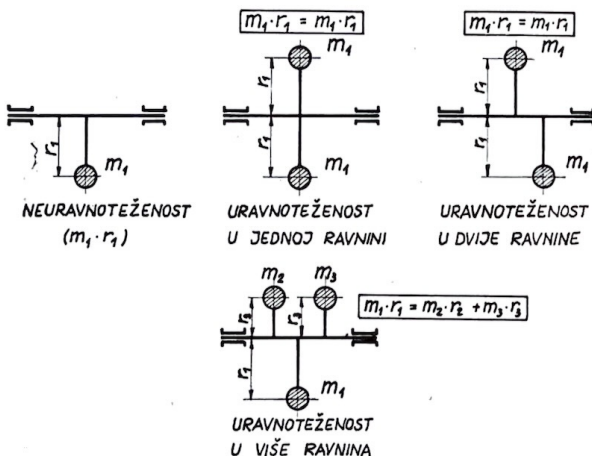 m₁·r₁ = m₁·r₁
m₁·r₁ = m₁·r₁
m₁
m₁
r₁
r₁
r₁
r₁
r₁
m₁
m₁
m₁
NEURAVNOTEŽENOST
(m₁·r₁)
URAVNOTEŽENOST
U JEDNOJ RAVNINI
URAVNOTEŽENOST
U DVIJE RAVNINE
m₂
m₃
m₁·r₁ = m₂·r₂ + m₃·r₃
r₃
r₃
r₁
m₁
URAVNOTEŽENOST
U VIŠE RAVNINA